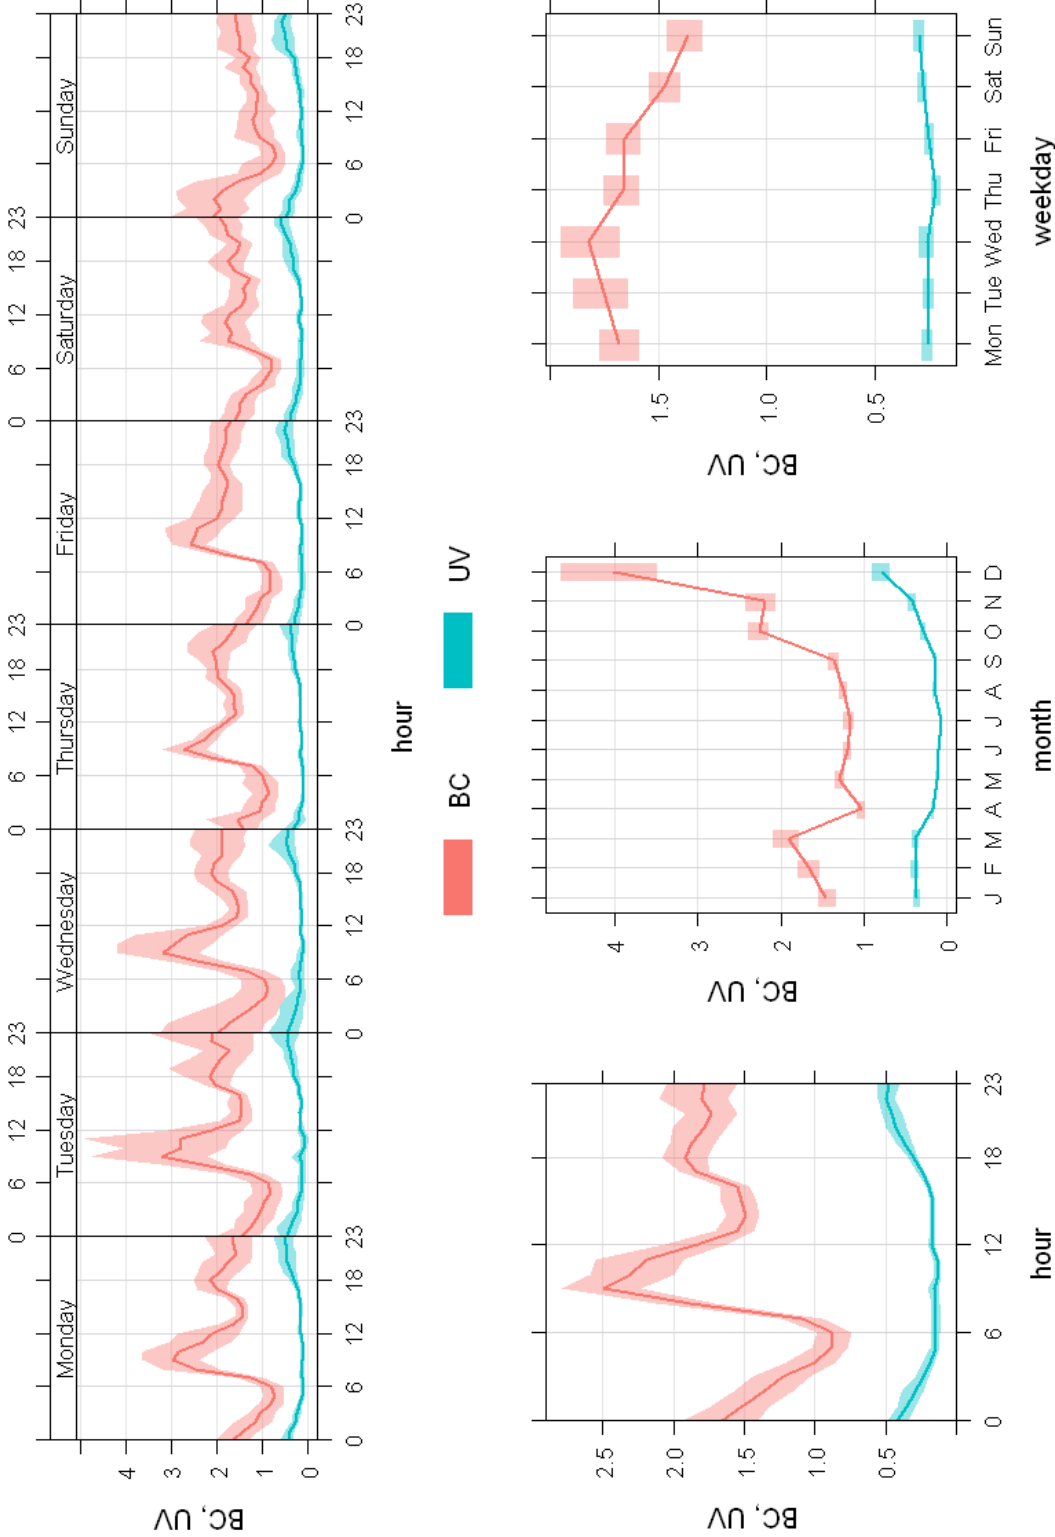 0 6 12 18 23 0 6 12 18 23 0 6 12 18 23
Monday Tuesday Wednesday Thursday Friday Saturday Sunday
4
3
2
1
0
BC, UV
0 6 12 18 23 0 6 12 18 23 0 6 12 18 23 0 6 12 18 23
hour
BC UV
2.5
2.0
1.5
1.0
0.5
BC, UV
0 6 12 18 23
hour
4
3
2
1
0
BC, UV
J F M A M J J A S O N D
month
1.5
1.0
0.5
BC, UV
Mon Tue Wed Thu Fri Sat Sun
weekday